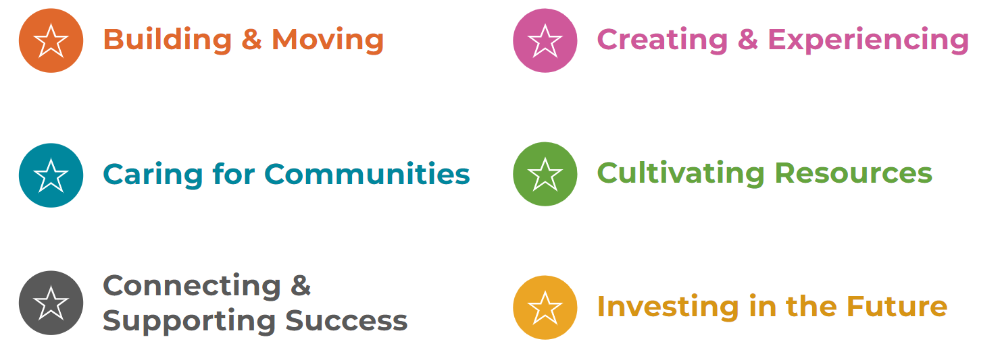 Building & Moving
Creating & Experiencing
Caring for Communities
Cultivating Resources
Connecting &
Supporting Success
Investing in the Future